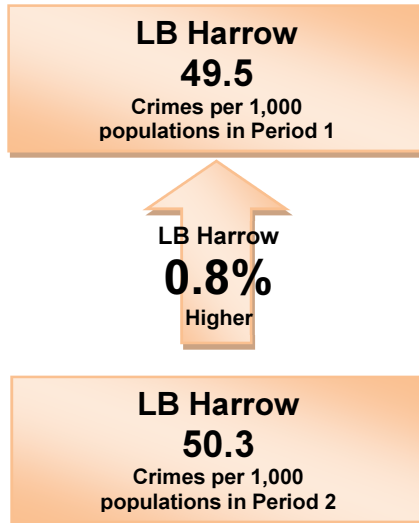 LB Harrow
49.5
Crimes per 1,000
populations in Period 1
LB Harrow
0.8%
Higher
LB Harrow
50.3
Crimes per 1,000
populations in Period 2